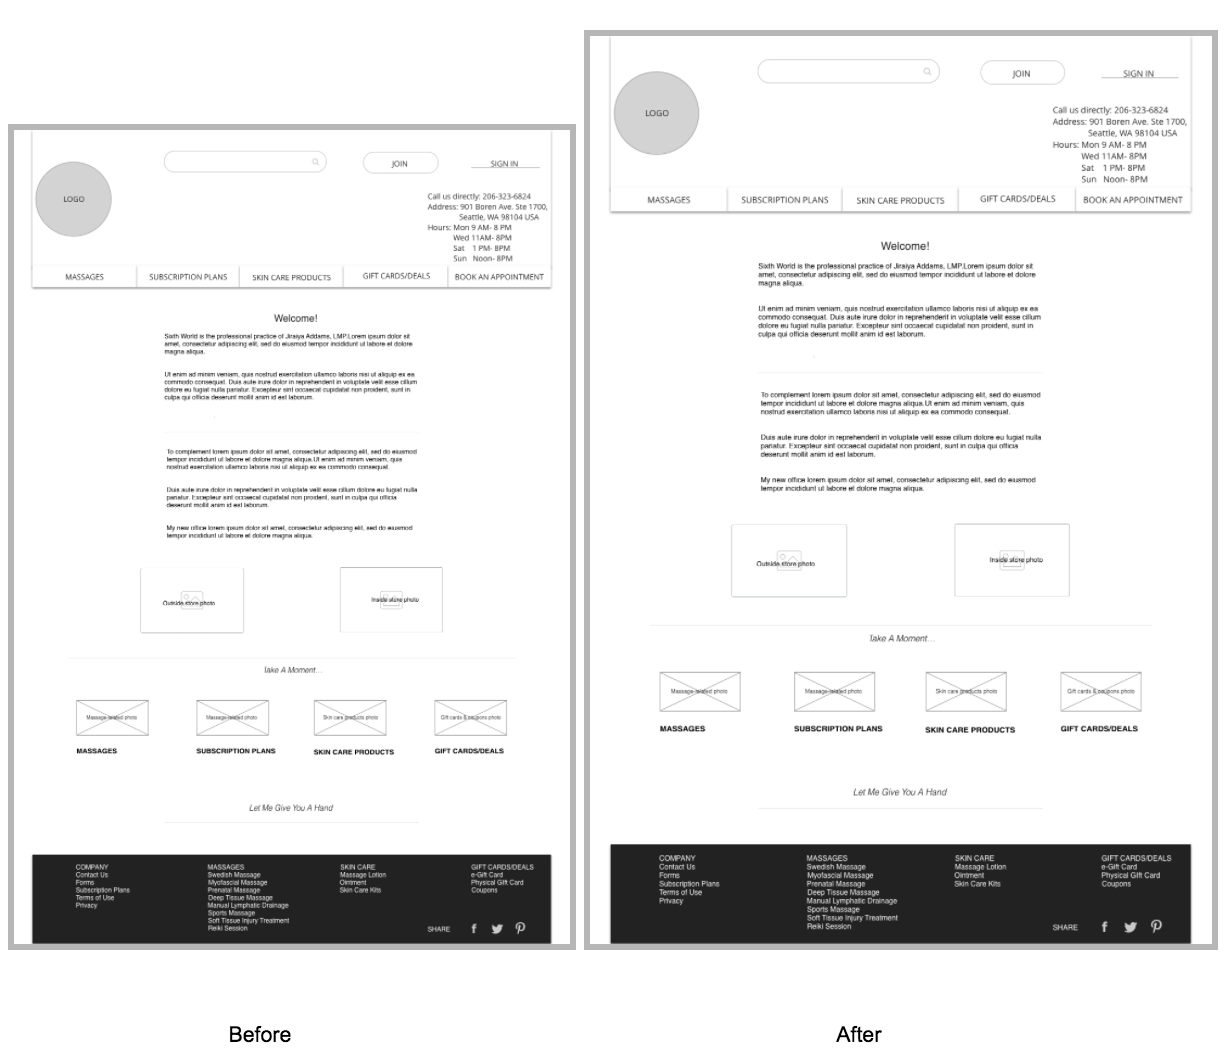 LOGO
JOIN
SIGN IN
Call us directly: 206-323-6824
Address: 901 Boren Ave. Ste 1700,
Seattle, WA 98104 USA
Hours: Mon 9 AM- 8 PM
Wed 11AM- 8PM
Sat 1 PM- 8PM
Sun Noon- 8PM
MASSAGES
SUBSCRIPTION PLANS
SKIN CARE PRODUCTS
GIFT CARDS/DEALS
BOOK AN APPOINTMENT
Welcome!
Sixth World is the professional practice of Jiraiya Addams, LMP.Lorem ipsum dolor sit
amet, consectetur adipiscing elit, sed do eiusmod tempor incididunt ut labore et dolore
magna aliqua.
Ut enim ad minim veniam, quis nostrud exercitation ullamco laboris nisi ut aliquip ex ea
commodo consequat. Duis aute irure dolor in reprehenderit in voluptate velit esse cillum
dolore eu fugiat nulla pariatur. Excepteur sint occaecat cupidatat non proident, sunt in
culpa qui officia deserunt mollit anim id est laborum.
To complement lorem ipsum dolor sit amet, consectetur adipiscing elit, sed do eiusmod
tempor incididunt ut labore et dolore magna aliqua.Ut enim ad minim veniam, quis
nostrud exercitation ullamco laboris nisi ut aliquip ex ea commodo consequat.
Duis aute irure dolor in reprehenderit in voluptate velit esse cillum dolore eu fugiat nulla
pariatur. Excepteur sint occaecat cupidatat non proident, sunt in culpa qui officia
deserunt mollit anim id est laborum.
My new office lorem ipsum dolor sit amet, consectetur adipiscing elit, sed do eiusmod
tempor incididunt ut labore et dolore magna aliqua.
Outside store photo
Inside store photo
Take A Moment...
Massage-related photo
Massage-related photo
Skin care products photo
Gift cards & coupons photo
MASSAGES
SUBSCRIPTION PLANS
SKIN CARE PRODUCTS
GIFT CARDS/DEALS
Let Me Give You A Hand
COMPANY
Contact Us
Forms
Subscription Plans
Terms of Use
Privacy
MASSAGES
Swedish Massage
Myofascial Massage
Prenatal Massage
Deep Tissue Massage
Manual Lymphatic Drainage
Sports Massage
Soft Tissue Injury Treatment
Reiki Session
SKIN CARE
Massage Lotion
Ointment
Skin Care Kits
GIFT CARDS/DEALS
e-Gift Card
Physical Gift Card
Coupons
SHARE
Before
LOGO
JOIN
SIGN IN
Call us directly: 206-323-6824
Address: 901 Boren Ave. Ste 1700,
Seattle, WA 98104 USA
Hours: Mon 9 AM- 8 PM
Wed 11AM- 8PM
Sat 1 PM- 8PM
Sun Noon- 8PM
MASSAGES
SUBSCRIPTION PLANS
SKIN CARE PRODUCTS
GIFT CARDS/DEALS
BOOK AN APPOINTMENT
Welcome!
Sixth World is the professional practice of Jiraiya Addams, LMP.Lorem ipsum dolor sit
amet, consectetur adipiscing elit, sed do eiusmod tempor incididunt ut labore et dolore
magna aliqua.
Ut enim ad minim veniam, quis nostrud exercitation ullamco laboris nisi ut aliquip ex ea
commodo consequat. Duis aute irure dolor in reprehenderit in voluptate velit esse cillum
dolore eu fugiat nulla pariatur. Excepteur sint occaecat cupidatat non proident, sunt in
culpa qui officia deserunt mollit anim id est laborum.
To complement lorem ipsum dolor sit amet, consectetur adipiscing elit, sed do eiusmod
tempor incididunt ut labore et dolore magna aliqua.Ut enim ad minim veniam, quis
nostrud exercitation ullamco laboris nisi ut aliquip ex ea commodo consequat.
Duis aute irure dolor in reprehenderit in voluptate velit esse cillum dolore eu fugiat nulla
pariatur. Excepteur sint occaecat cupidatat non proident, sunt in culpa qui officia
deserunt mollit anim id est laborum.
My new office lorem ipsum dolor sit amet, consectetur adipiscing elit, sed do eiusmod
tempor incididunt ut labore et dolore magna aliqua.
Outside store photo
Inside store photo
Take A Moment...
Massage-related photo
Massage-related photo
Skin care products photo
Gift cards & coupons photo
MASSAGES
SUBSCRIPTION PLANS
SKIN CARE PRODUCTS
GIFT CARDS/DEALS
Let Me Give You A Hand
COMPANY
Contact Us
Forms
Subscription Plans
Terms of Use
Privacy
MASSAGES
Swedish Massage
Myofascial Massage
Prenatal Massage
Deep Tissue Massage
Manual Lymphatic Drainage
Sports Massage
Soft Tissue Injury Treatment
Reiki Session
SKIN CARE
Massage Lotion
Ointment
Skin Care Kits
GIFT CARDS/DEALS
e-Gift Card
Physical Gift Card
Coupons
SHARE
After